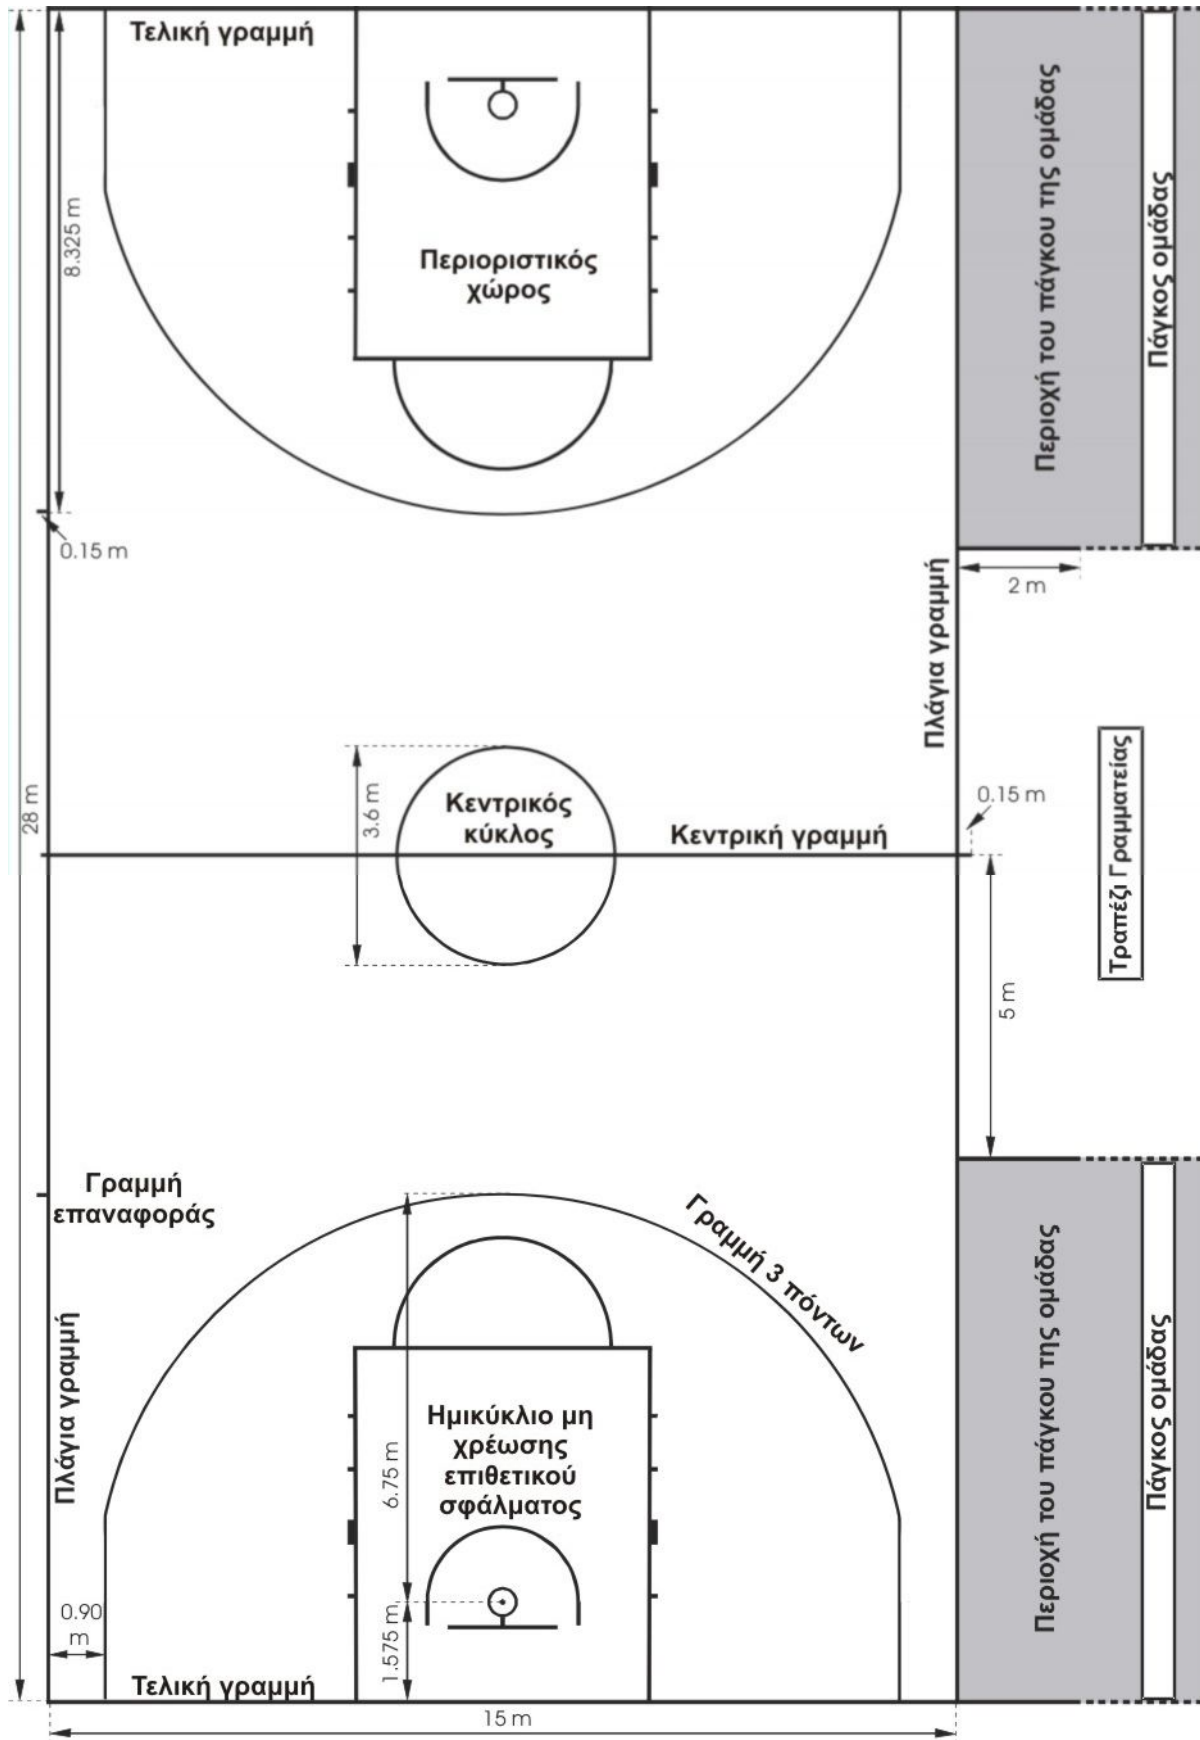 Τελική γραμμή
8.325 m
Περιοριστικός
χώρος
Περιοχή του πάγκου της ομάδας
Πάγκος ομάδας
0.15 m
2 m
Πλάγια γραμμή
28 m
3.6 m
Κεντρικός
κύκλος
Κεντρική γραμμή
0.15 m
Τραπέζι Γραμματείας
5 m
Γραμμή
επαναφοράς
Γραμμή 3 πόντων
Πλάγια γραμμή
6.75 m
Ημικύκλιο μη
χρέωσης
επιθετικού
σφάλματος
Περιοχή του πάγκου της ομάδας
Πάγκος ομάδας
0.90
m
1.575 m
Τελική γραμμή
15 m